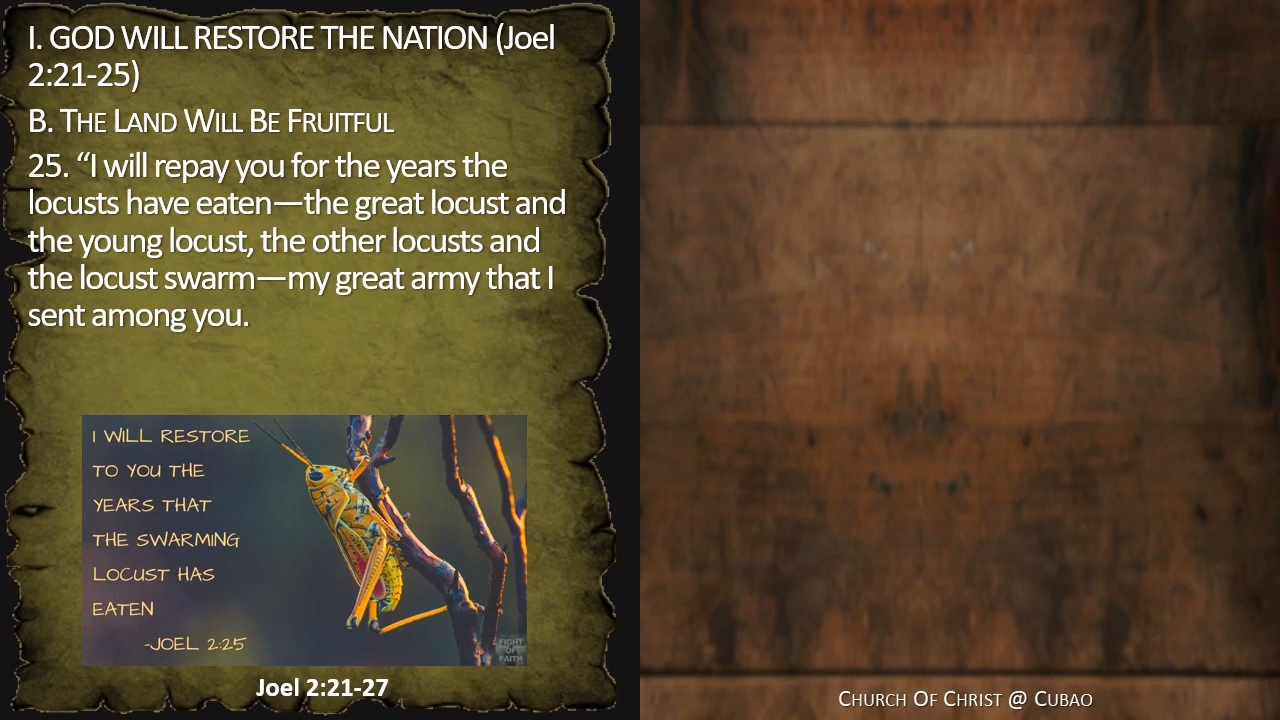 I. GOD WILL RESTORE THE NATION (Joel
2:21-25)
B. THE LAND WILL BE FRUITFUL
25. “I will repay you for the years the
locusts have eaten—the great locust and
the young locust, the other locusts and
the locust swarm—my great army that I
sent among you.
I WILL RESTORE
TO YOU THE
YEARS THAT
THE SWARMING
LOCUST HAS
EATEN
-JOEL 2:25
FIGHT
OF
FAITH
Joel 2:21-27
CHURCH OF CHRIST @ CUBAO